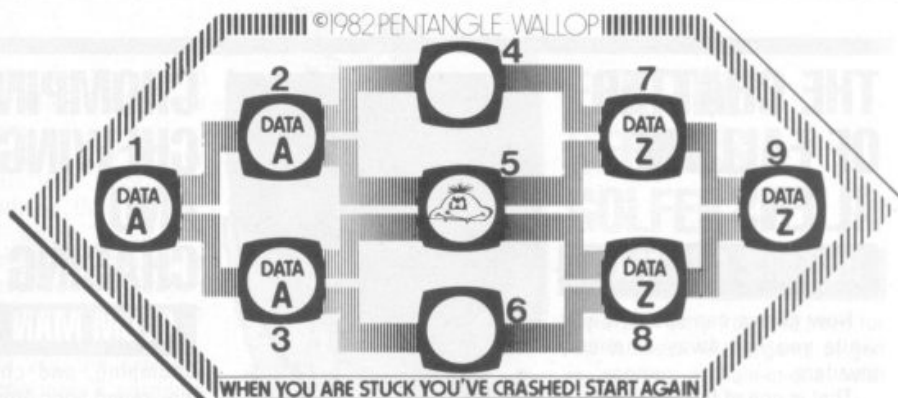 ©1982 PENTANGLE WALLOP
4
2
7
DATA
A
DATA
Z
1
5
9
DATA
A
DATA
Z
DATA
A
DATA
Z
6
3
8
WHEN YOU ARE STUCK YOU'VE CRASHED! START AGAIN